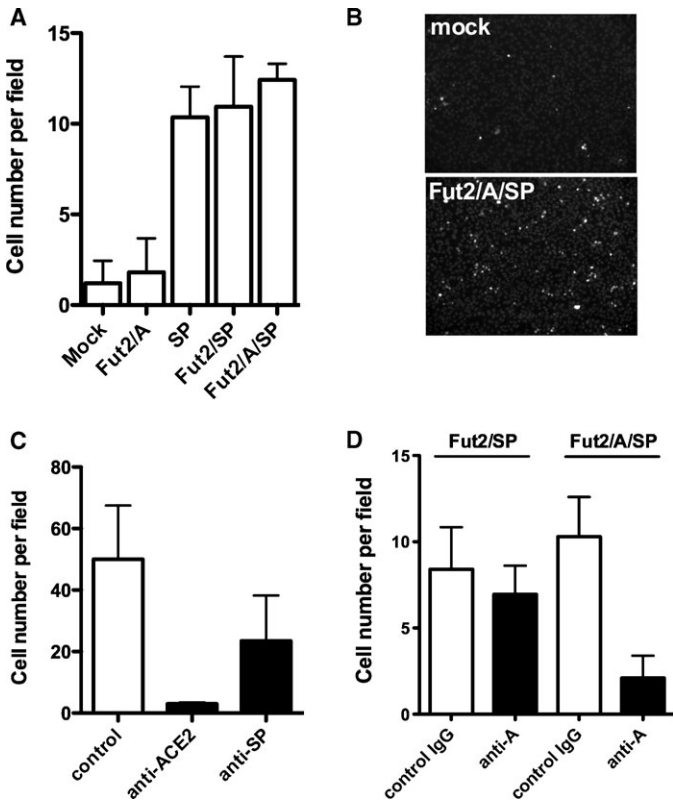 A
Cell number per field
15
10
5
0
Mock
Fut2/A
SP
Fut2/SP
Fut2/A/SP
B
mock
Fut2/A/SP
C
Cell number per field
80
60
40
20
0
control
anti-ACE2
anti-SP
D
Fut2/SP
Fut2/A/SP
Cell number per field
15
10
5
0
control IgG
anti-A
control IgG
anti-A